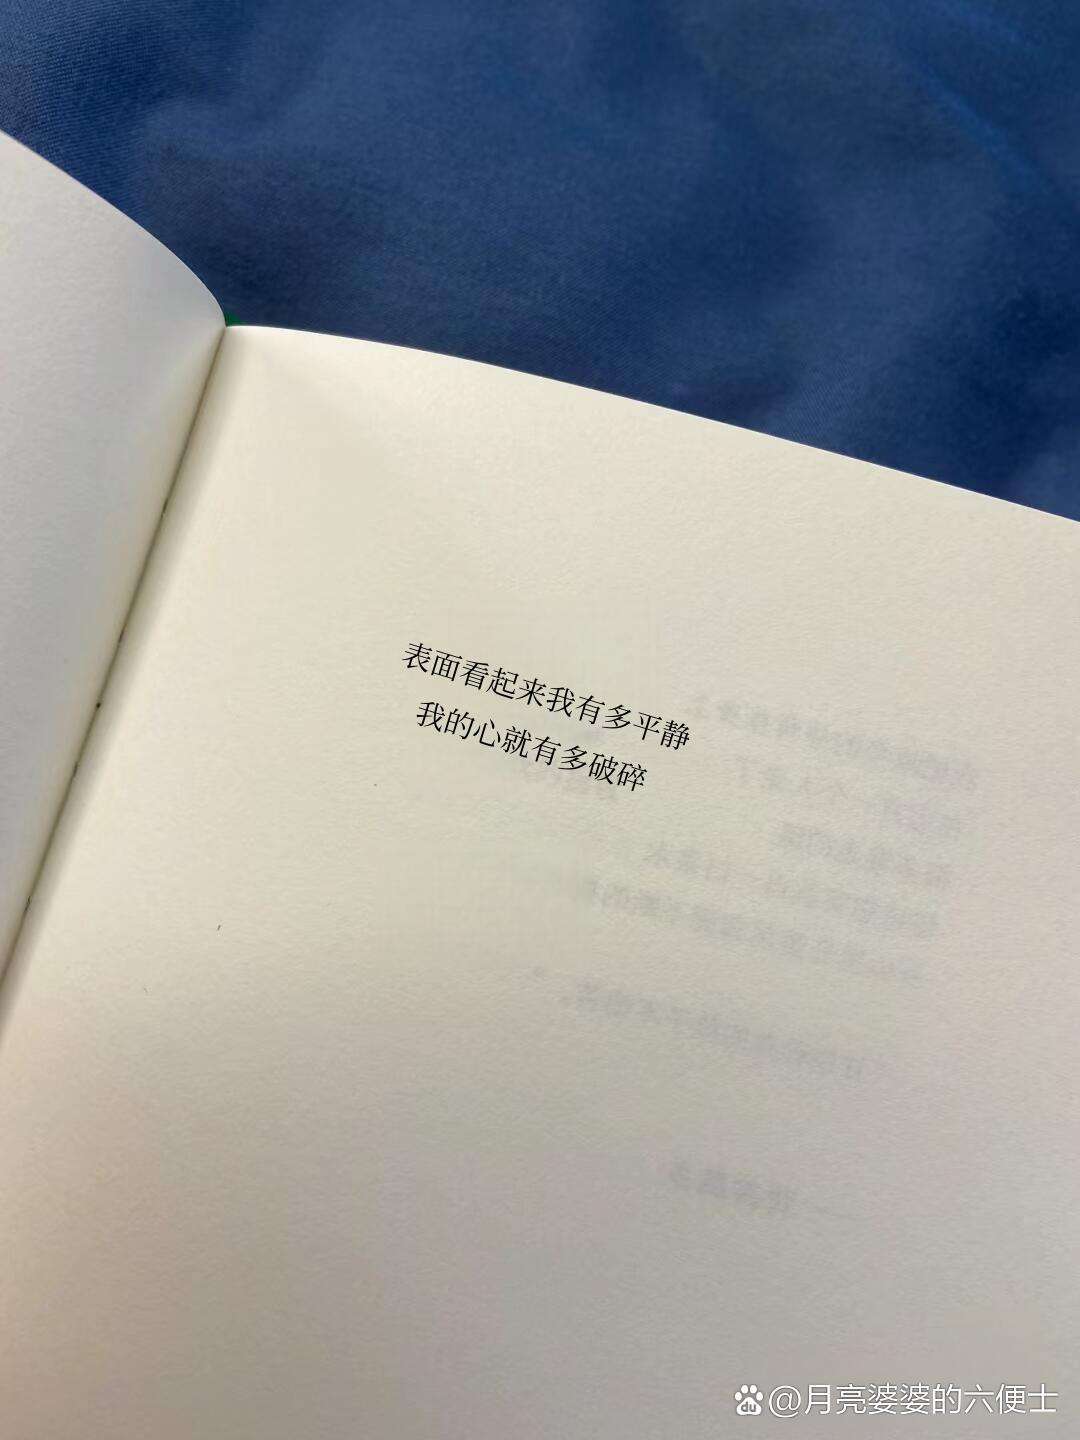 表面看起来我有多平静
我的心就有多破碎
@月亮婆婆的六便士